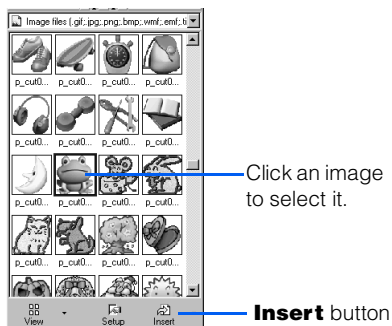 Image files (.gif;.jpg;.png;.bmp;.wmf;.emf;.ti
p_cut0... p_cut0... p_cut0... p_cut0...
p_cut0... p_cut0... p_cut0... p_cut0...
p_cut0... p_cut0... p_cut0... p_cut0...
Click an image
to select it.
p_cut0... p_cut0... p_cut0... p_cut0...
View Setup Insert
Insert button